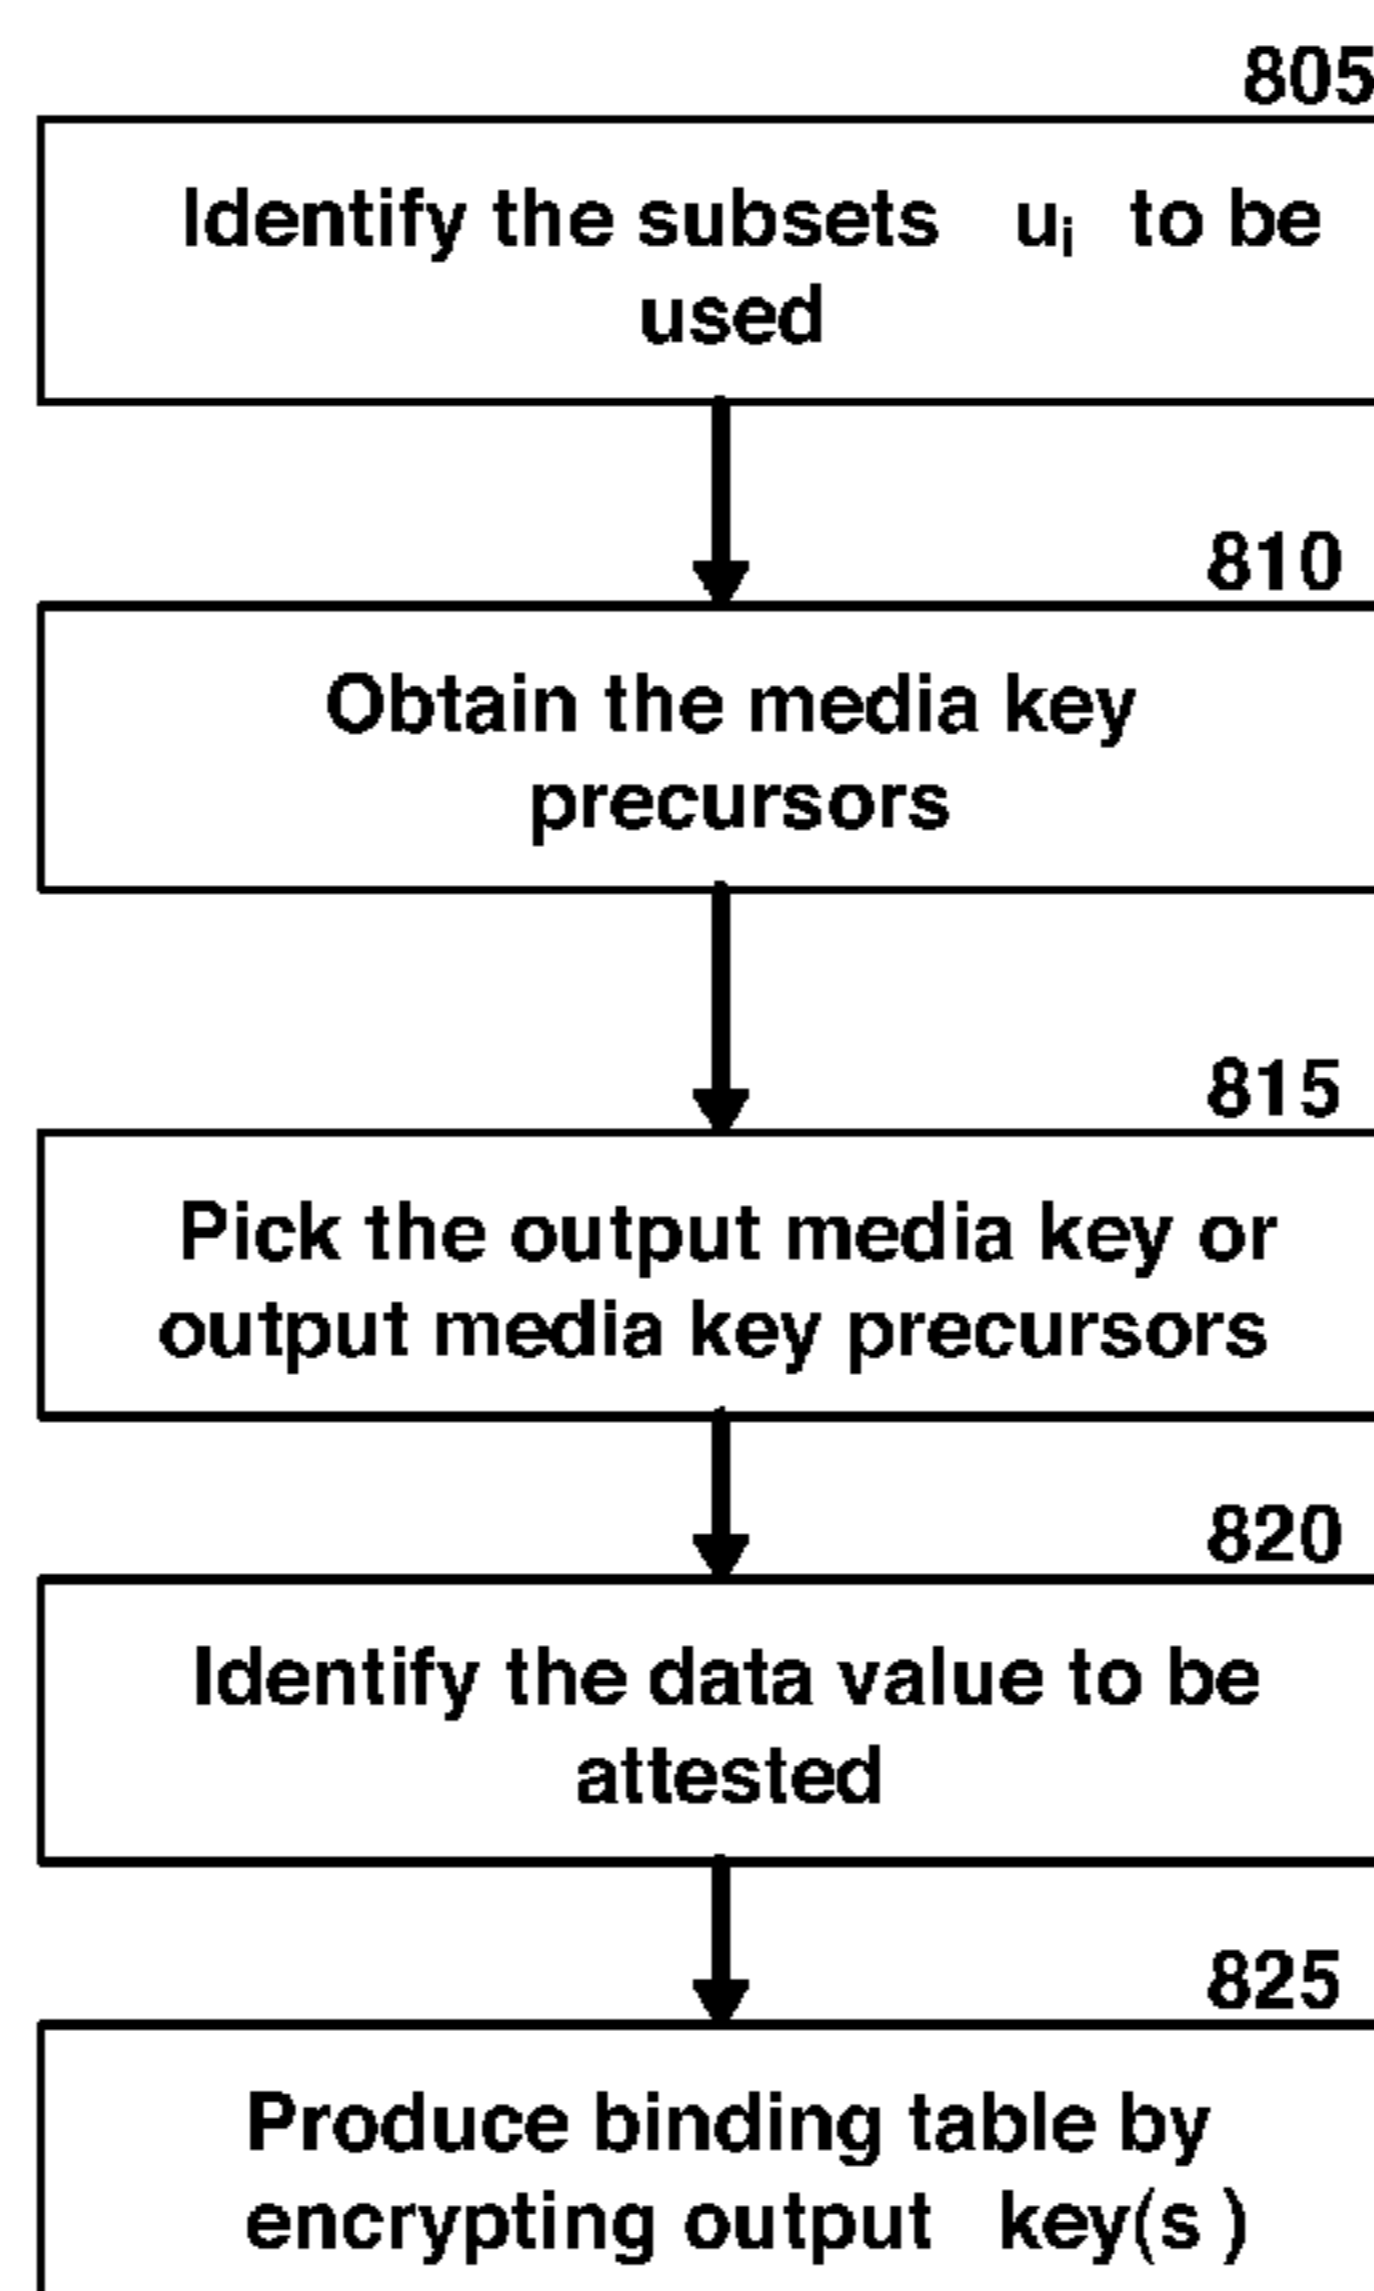 805
Identify the subsets uᵢ to be
used
810
Obtain the media key
precursors
815
Pick the output media key or
output media key precursors
820
Identify the data value to be
attested
825
Produce binding table by
encrypting output key(s )